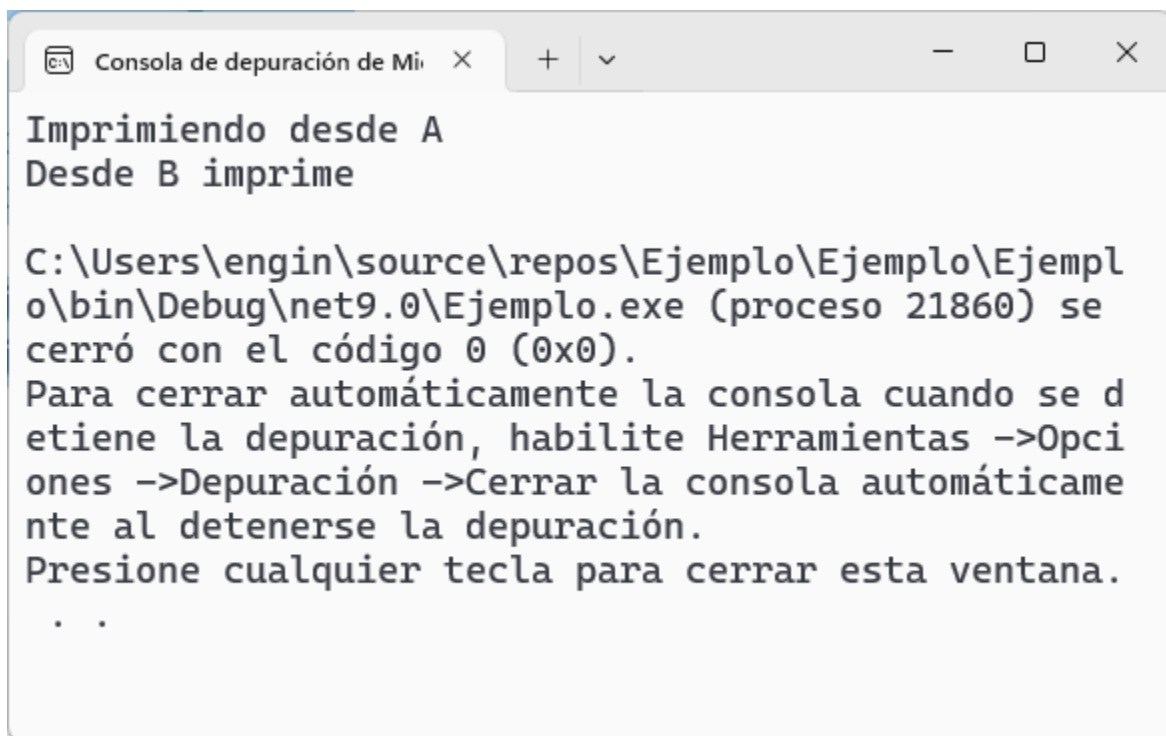 Consola de depuración de Mi
Imprimiendo desde A
Desde B imprime
C:\Users\engin\source\repos\Ejemplo\Ejemplo\Ejempl
o\bin\Debug\net9.0\Ejemplo.exe (proceso 21860) se
cerró con el código 0 (0x0).
Para cerrar automáticamente la consola cuando se d
etiene la depuración, habilite Herramientas ->Opci
ones ->Depuración ->Cerrar la consola automáticame
nte al detenerse la depuración.
Presione cualquier tecla para cerrar esta ventana.
. .